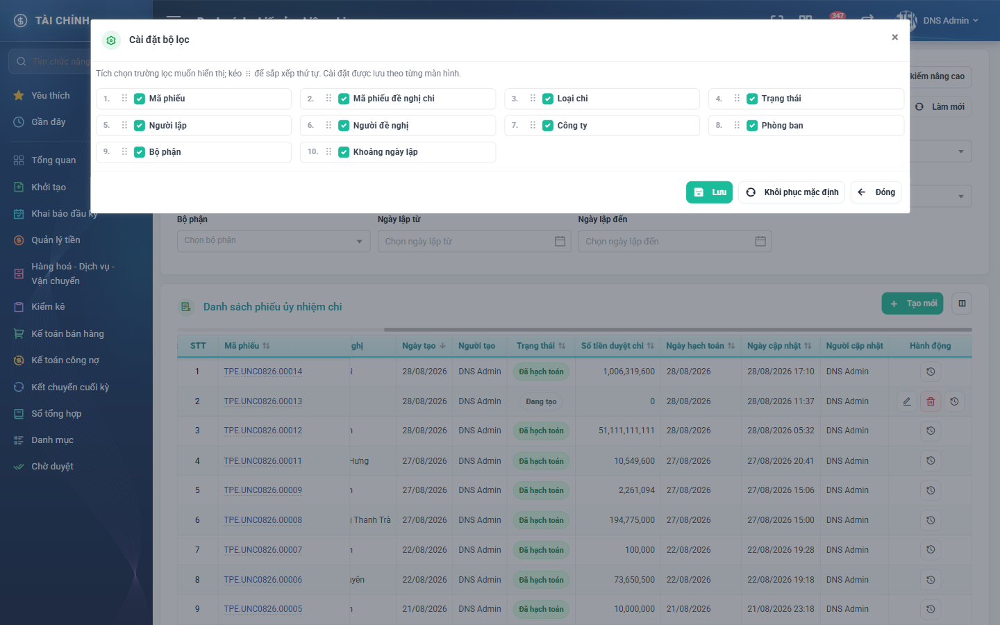 TÀI CHÍNH
347
DNS Admin
Cài đặt bộ lọc
×
Tích chọn trường lọc muốn hiển thị; kéo ⠿ để sắp xếp thứ tự. Cài đặt được lưu theo từng màn hình.
1. Mã phiếu
2. Mã phiếu đề nghị chi
3. Loại chi
4. Trạng thái
5. Người lập
6. Người đề nghị
7. Công ty
8. Phòng ban
9. Bộ phận
10. Khoảng ngày lập
Lưu
Khôi phục mặc định
Đóng
Tìm chức năng
Yêu thích
Gần đây
Tổng quan
Khởi tạo
Khai báo đầu kỳ
Quản lý tiền
Hàng hoá - Dịch vụ -
Vận chuyển
Kiểm kê
Kế toán bán hàng
Kế toán công nợ
Kết chuyển cuối kỳ
Sổ tổng hợp
Danh mục
Chờ duyệt
kiếm nâng cao
Làm mới
Bộ phận Ngày lập từ Ngày lập đến
Chọn bộ phận Chọn ngày lập từ Chọn ngày lập đến
Danh sách phiếu ủy nhiệm chi
Tạo mới
STT Mã phiếu nghị Ngày tạo Người tạo Trạng thái Số tiền duyệt chi Ngày hạch toán Ngày cập nhật Người cập nhật Hành động
1 TPE.UNC0826.00014 28/08/2026 DNS Admin Đã hạch toán 1,006,319,600 28/08/2026 28/08/2026 17:10 DNS Admin
2 TPE.UNC0826.00013 28/08/2026 DNS Admin Đang tạo 0 28/08/2026 28/08/2026 11:37 DNS Admin
3 TPE.UNC0826.00012 28/08/2026 DNS Admin Đã hạch toán 51,111,111,111 28/08/2026 28/08/2026 05:32 DNS Admin
4 TPE.UNC0826.00011 Hưng 27/08/2026 DNS Admin Đã hạch toán 10,549,600 27/08/2026 27/08/2026 20:41 DNS Admin
5 TPE.UNC0826.00009 27/08/2026 DNS Admin Đã hạch toán 2,261,094 27/08/2026 27/08/2026 15:06 DNS Admin
6 TPE.UNC0826.00008 Thanh Trà 27/08/2026 DNS Admin Đã hạch toán 194,775,000 27/08/2026 27/08/2026 15:00 DNS Admin
7 TPE.UNC0826.00007 22/08/2026 DNS Admin Đã hạch toán 100,000 22/08/2026 22/08/2026 19:28 DNS Admin
8 TPE.UNC0826.00006 uyên 22/08/2026 DNS Admin Đã hạch toán 73,650,500 22/08/2026 22/08/2026 19:18 DNS Admin
9 TPE.UNC0826.00005 21/08/2026 DNS Admin Đã hạch toán 10,000,000 21/08/2026 21/08/2026 23:18 DNS Admin